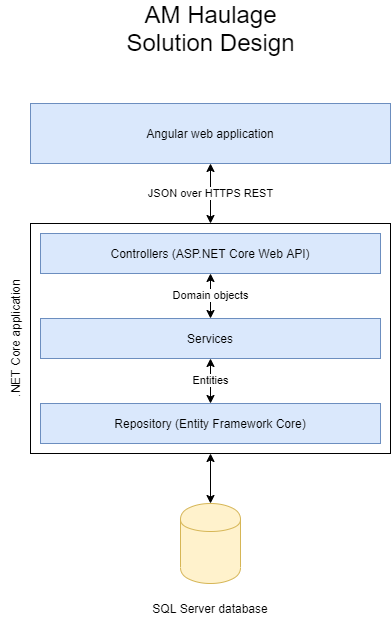 AM Haulage
Solution Design
Angular web application
JSON over HTTPS REST
.NET Core application
Controllers (ASP.NET Core Web API)
Domain objects
Services
Entities
Repository (Entity Framework Core)
SQL Server database